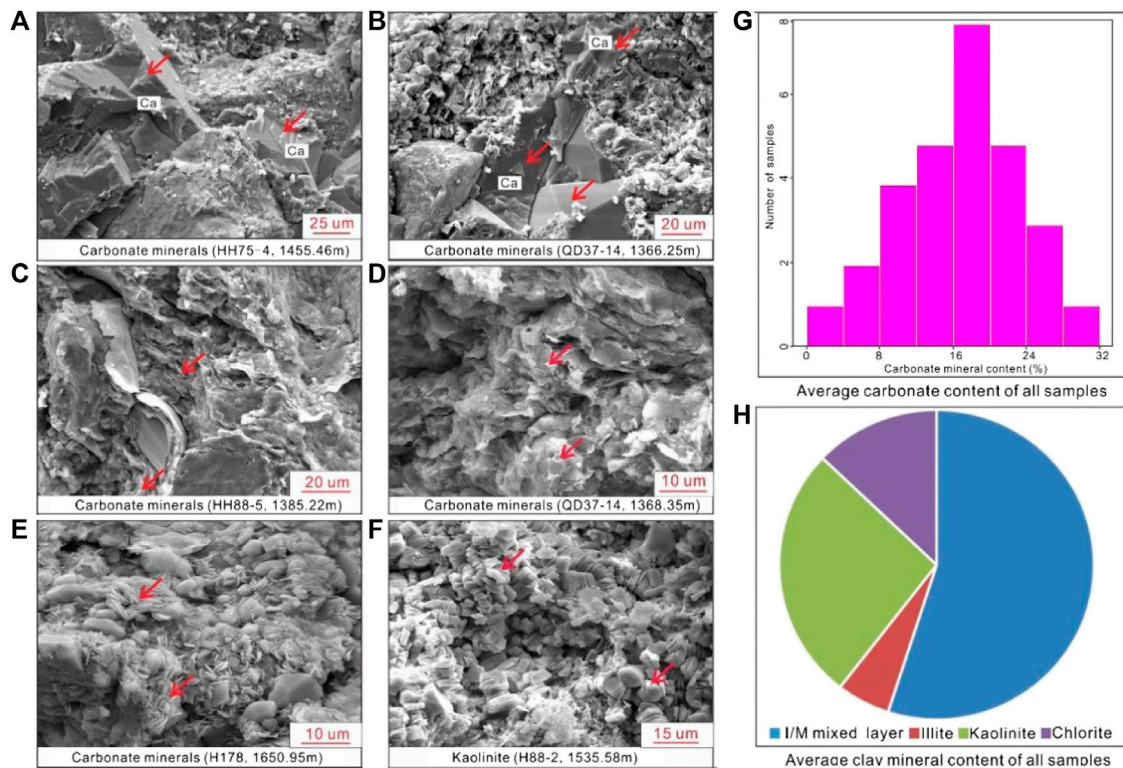 A
Ca
Ca
25 um
Carbonate minerals (HH75-4, 1455.46m)
B
Ca
Ca
20 um
Carbonate minerals (QD37-14, 1366.25m)
C
20 um
Carbonate minerals (HH88-5, 1385.22m)
D
10 um
Carbonate minerals (QD37-14, 1368.35m)
E
10 um
Carbonate minerals (H178, 1650.95m)
F
15 um
Kaolinite (H88-2, 1535.58m)
G
Number of samples
8
6
4
2
0
0 8 16 24 32
Carbonate mineral content (%)
Average carbonate content of all samples
H
I/M mixed layer Illite Kaolinite Chlorite
Average clay mineral content of all samples